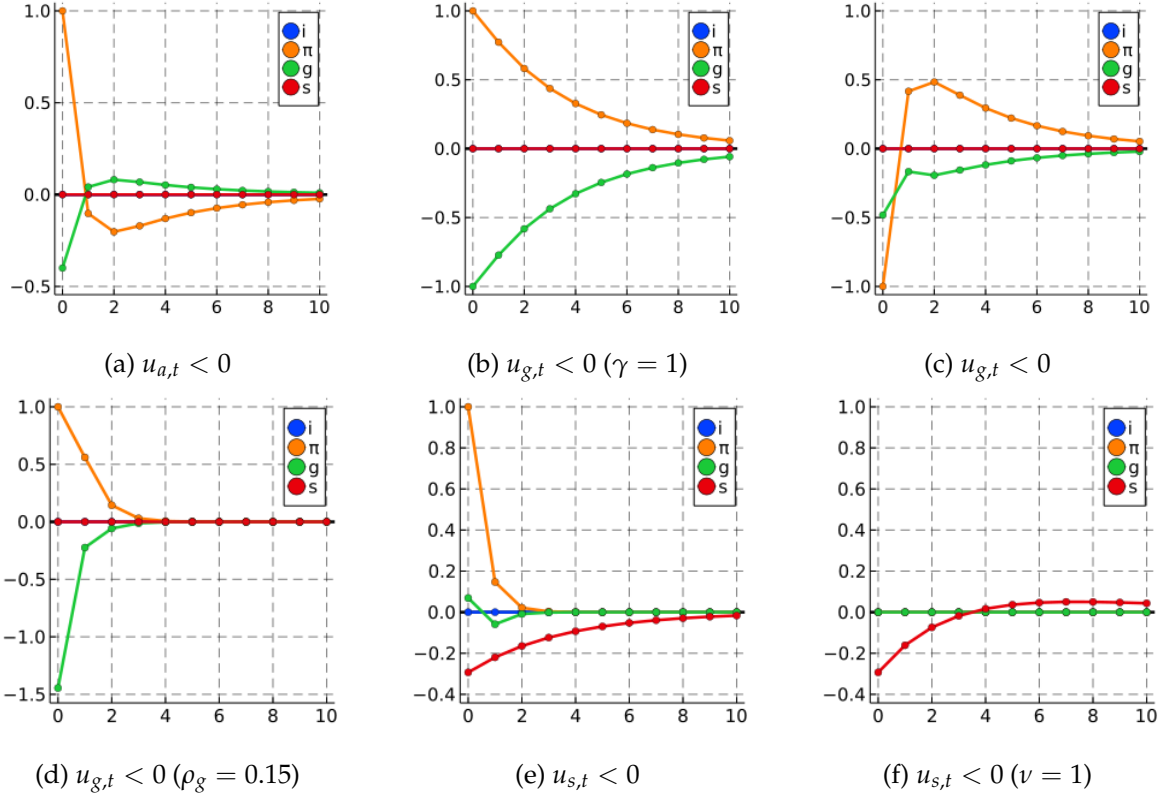 1.0
0.5
0.0
−0.5
0 2 4 6 8 10
i
π
g
s
(a) u_{a,t} < 0
1.0
0.5
0.0
−0.5
−1.0
0 2 4 6 8 10
i
π
g
s
(b) u_{g,t} < 0 (γ = 1)
1.0
0.5
0.0
−0.5
−1.0
0 2 4 6 8 10
i
π
g
s
(c) u_{g,t} < 0
1.0
0.5
0.0
−0.5
−1.0
−1.5
0 2 4 6 8 10
i
π
g
s
(d) u_{g,t} < 0 (ρ_g = 0.15)
1.0
0.8
0.6
0.4
0.2
0.0
−0.2
−0.4
0 2 4 6 8 10
i
π
g
s
(e) u_{s,t} < 0
1.0
0.8
0.6
0.4
0.2
0.0
−0.2
−0.4
0 2 4 6 8 10
i
π
g
s
(f) u_{s,t} < 0 (ν = 1)